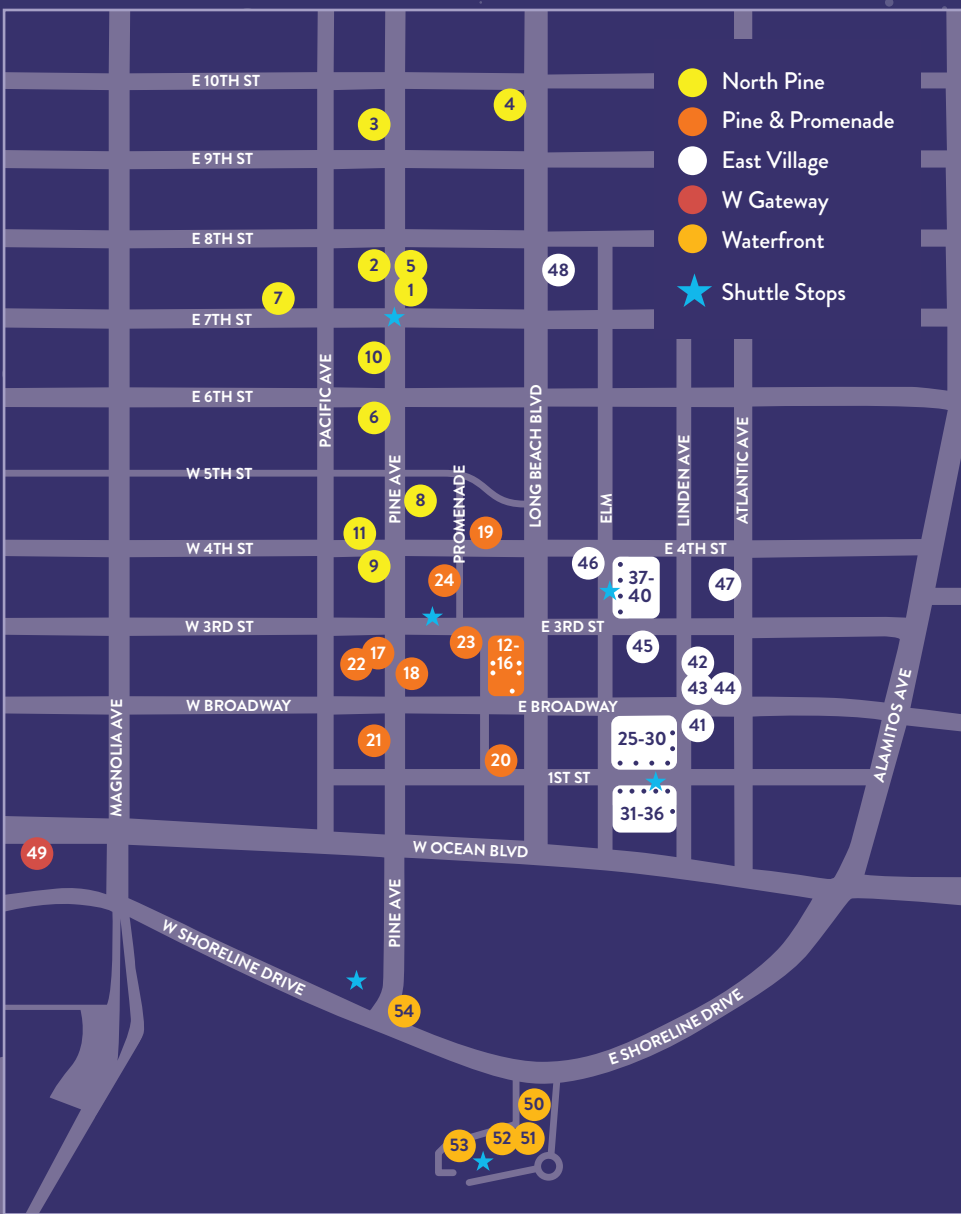 E 10TH ST
North Pine
4
Pine & Promenade
3
E 9TH ST
East Village
W Gateway
E 8TH ST
Waterfront
2
5
48
1
7
Shuttle Stops
E 7TH ST
10
PACIFIC AVE
E 6TH ST
6
LONG BEACH BLVD
ATLANTIC AVE
LINDEN AVE
W 5TH ST
PINE AVE
PROMENADE
ELM
8
11
19
W 4TH ST
E 4TH ST
9
46
24
37-
40
47
W 3RD ST
E 3RD ST
23
12-
16
45
17
22
18
42
43
44
W BROADWAY
E BROADWAY
41
21
25-30
20
MAGNOLIA AVE
ALAMITOS AVE
1ST ST
31-36
49
W OCEAN BLVD
PINE AVE
W SHORELINE DRIVE
54
E SHORELINE DRIVE
50
53
52
51